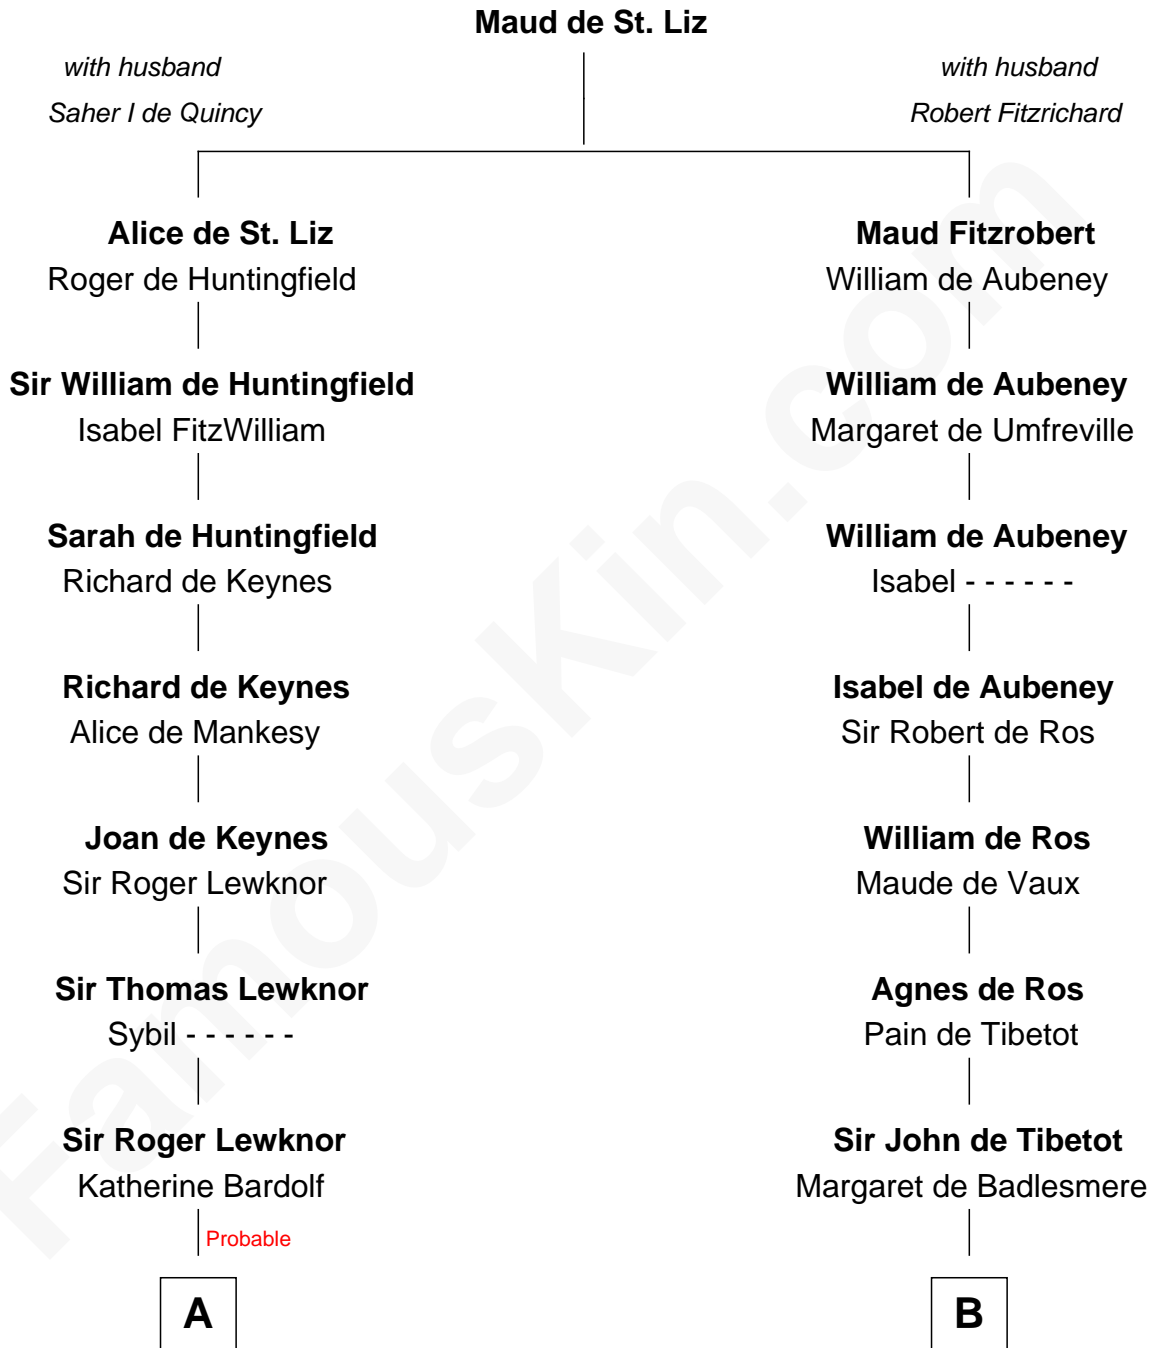 Maud de St. Liz
with husband
Saher I de Quincy
with husband
Robert Fitzrichard
Alice de St. Liz
Roger de Huntingfield
Maud Fitzrobert
William de Aubeney
Sir William de Huntingfield
Isabel FitzWilliam
William de Aubeney
Margaret de Umfreville
Sarah de Huntingfield
Richard de Keynes
William de Aubeney
Isabel - - - - - -
Richard de Keynes
Alice de Mankesy
Isabel de Aubeney
Sir Robert de Ros
Joan de Keynes
Sir Roger Lewknor
William de Ros
Maude de Vaux
Sir Thomas Lewknor
Sybil - - - - - -
Agnes de Ros
Pain de Tibetot
Sir Roger Lewknor
Katherine Bardolf
Sir John de Tibetot
Margaret de Badlesmere
Probable
A
B
FamousKin.com